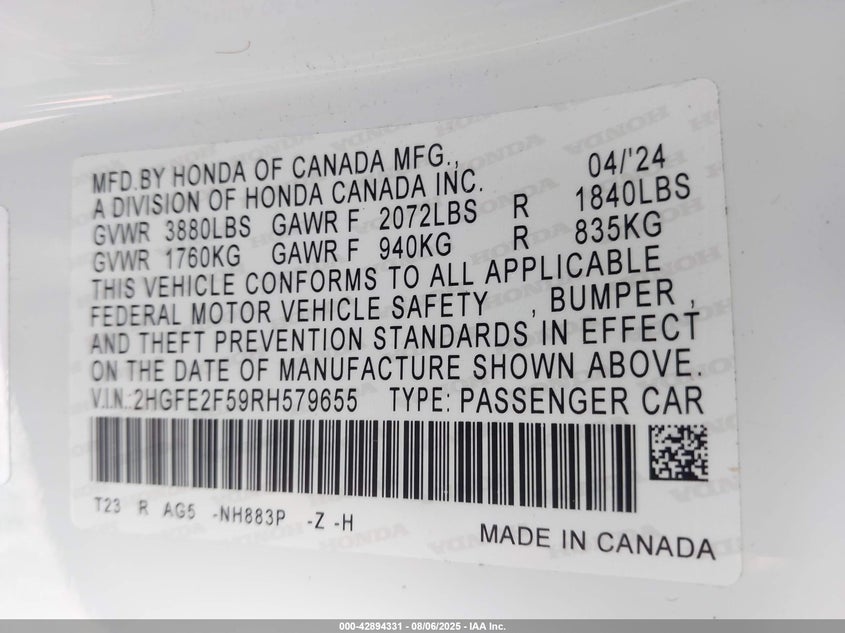 MFD.BY HONDA OF CANADA MFG., 04/'24
A DIVISION OF HONDA CANADA INC.
GVWR 3880LBS GAWR F 2072LBS R 1840LBS
GVWR 1760KG GAWR F 940KG R 835KG
THIS VEHICLE CONFORMS TO ALL APPLICABLE
FEDERAL MOTOR VEHICLE SAFETY , BUMPER ,
AND THEFT PREVENTION STANDARDS IN EFFECT
ON THE DATE OF MANUFACTURE SHOWN ABOVE.
V.I.N.:2HGFE2F59RH579655 TYPE: PASSENGER CAR
T23 R AG5 -NH883P -Z -H
MADE IN CANADA
000-42894331 - 08/06/2025 - IAA Inc.